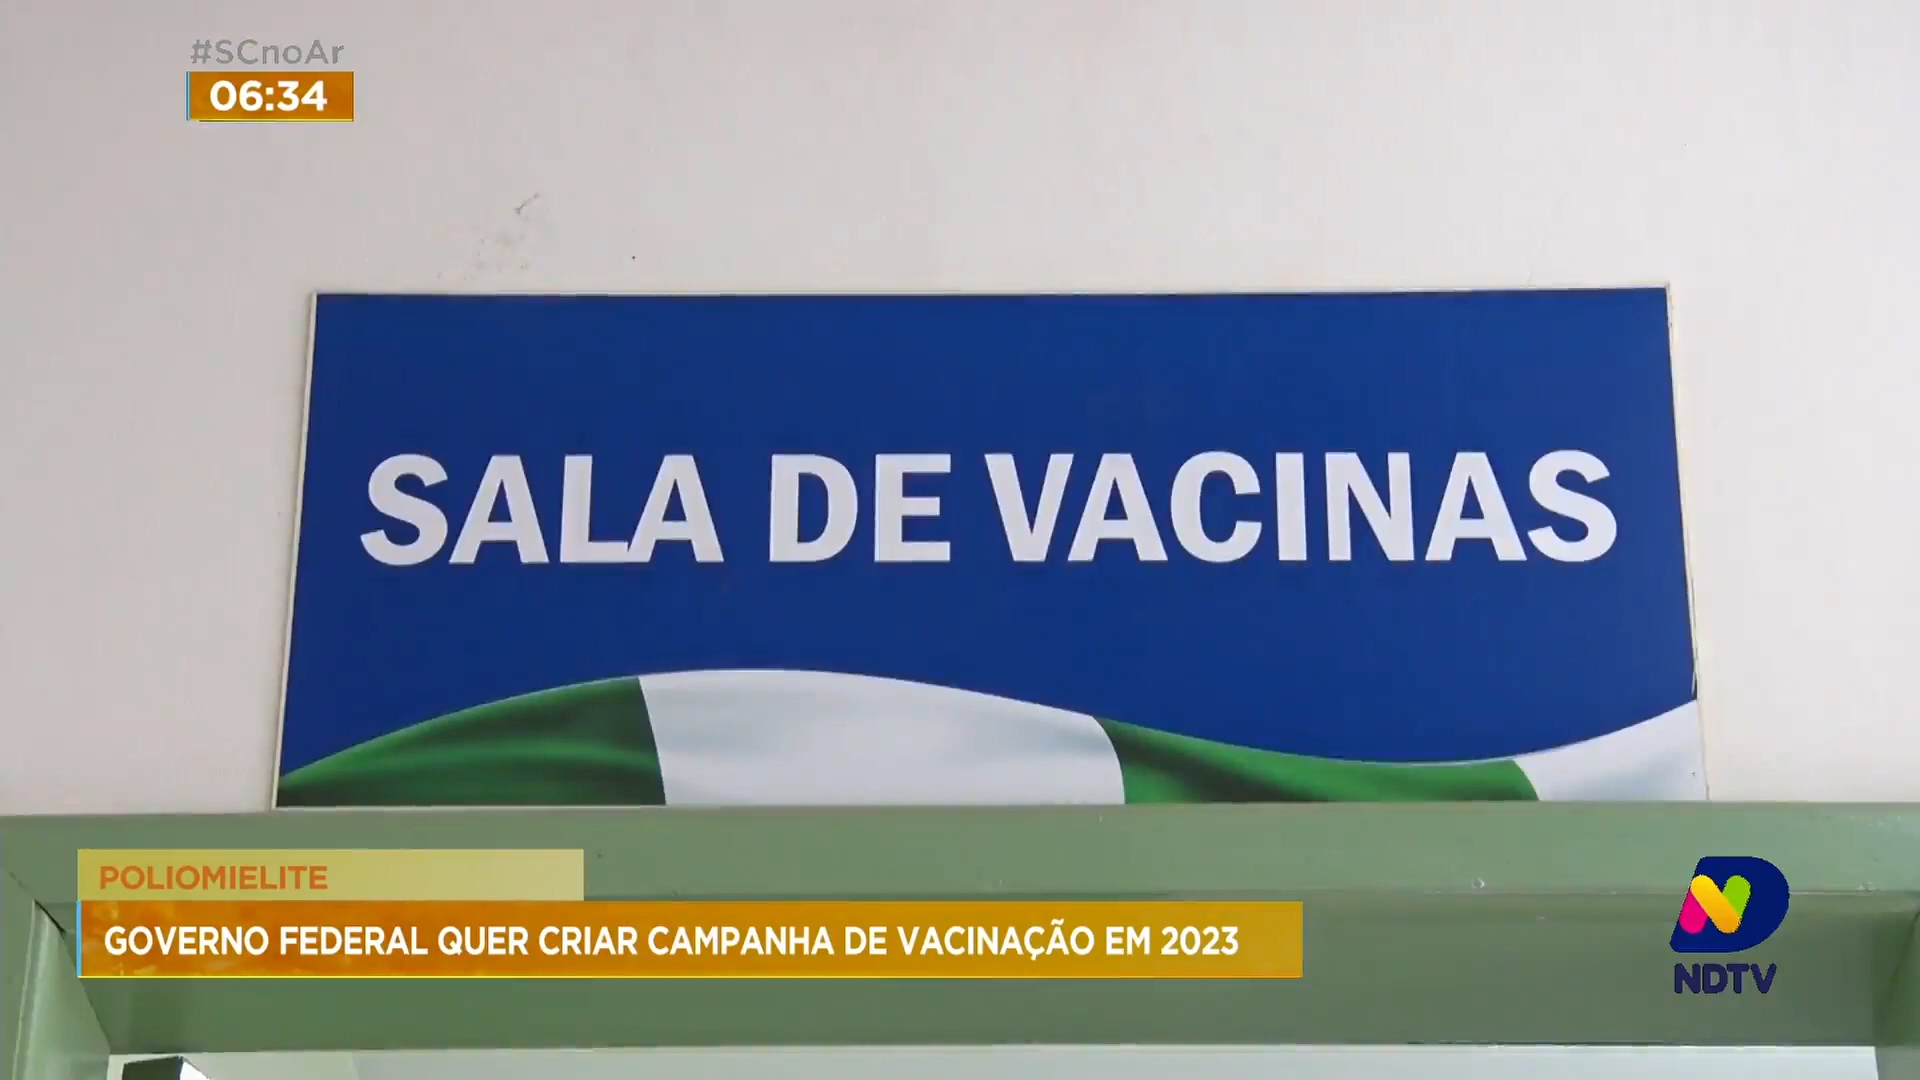 #SCnoAr
06:34
SALA DE VACINAS
POLIOMIELITE
GOVERNO FEDERAL QUER CRIAR CAMPANHA DE VACINAÇÃO EM 2023
NDTV